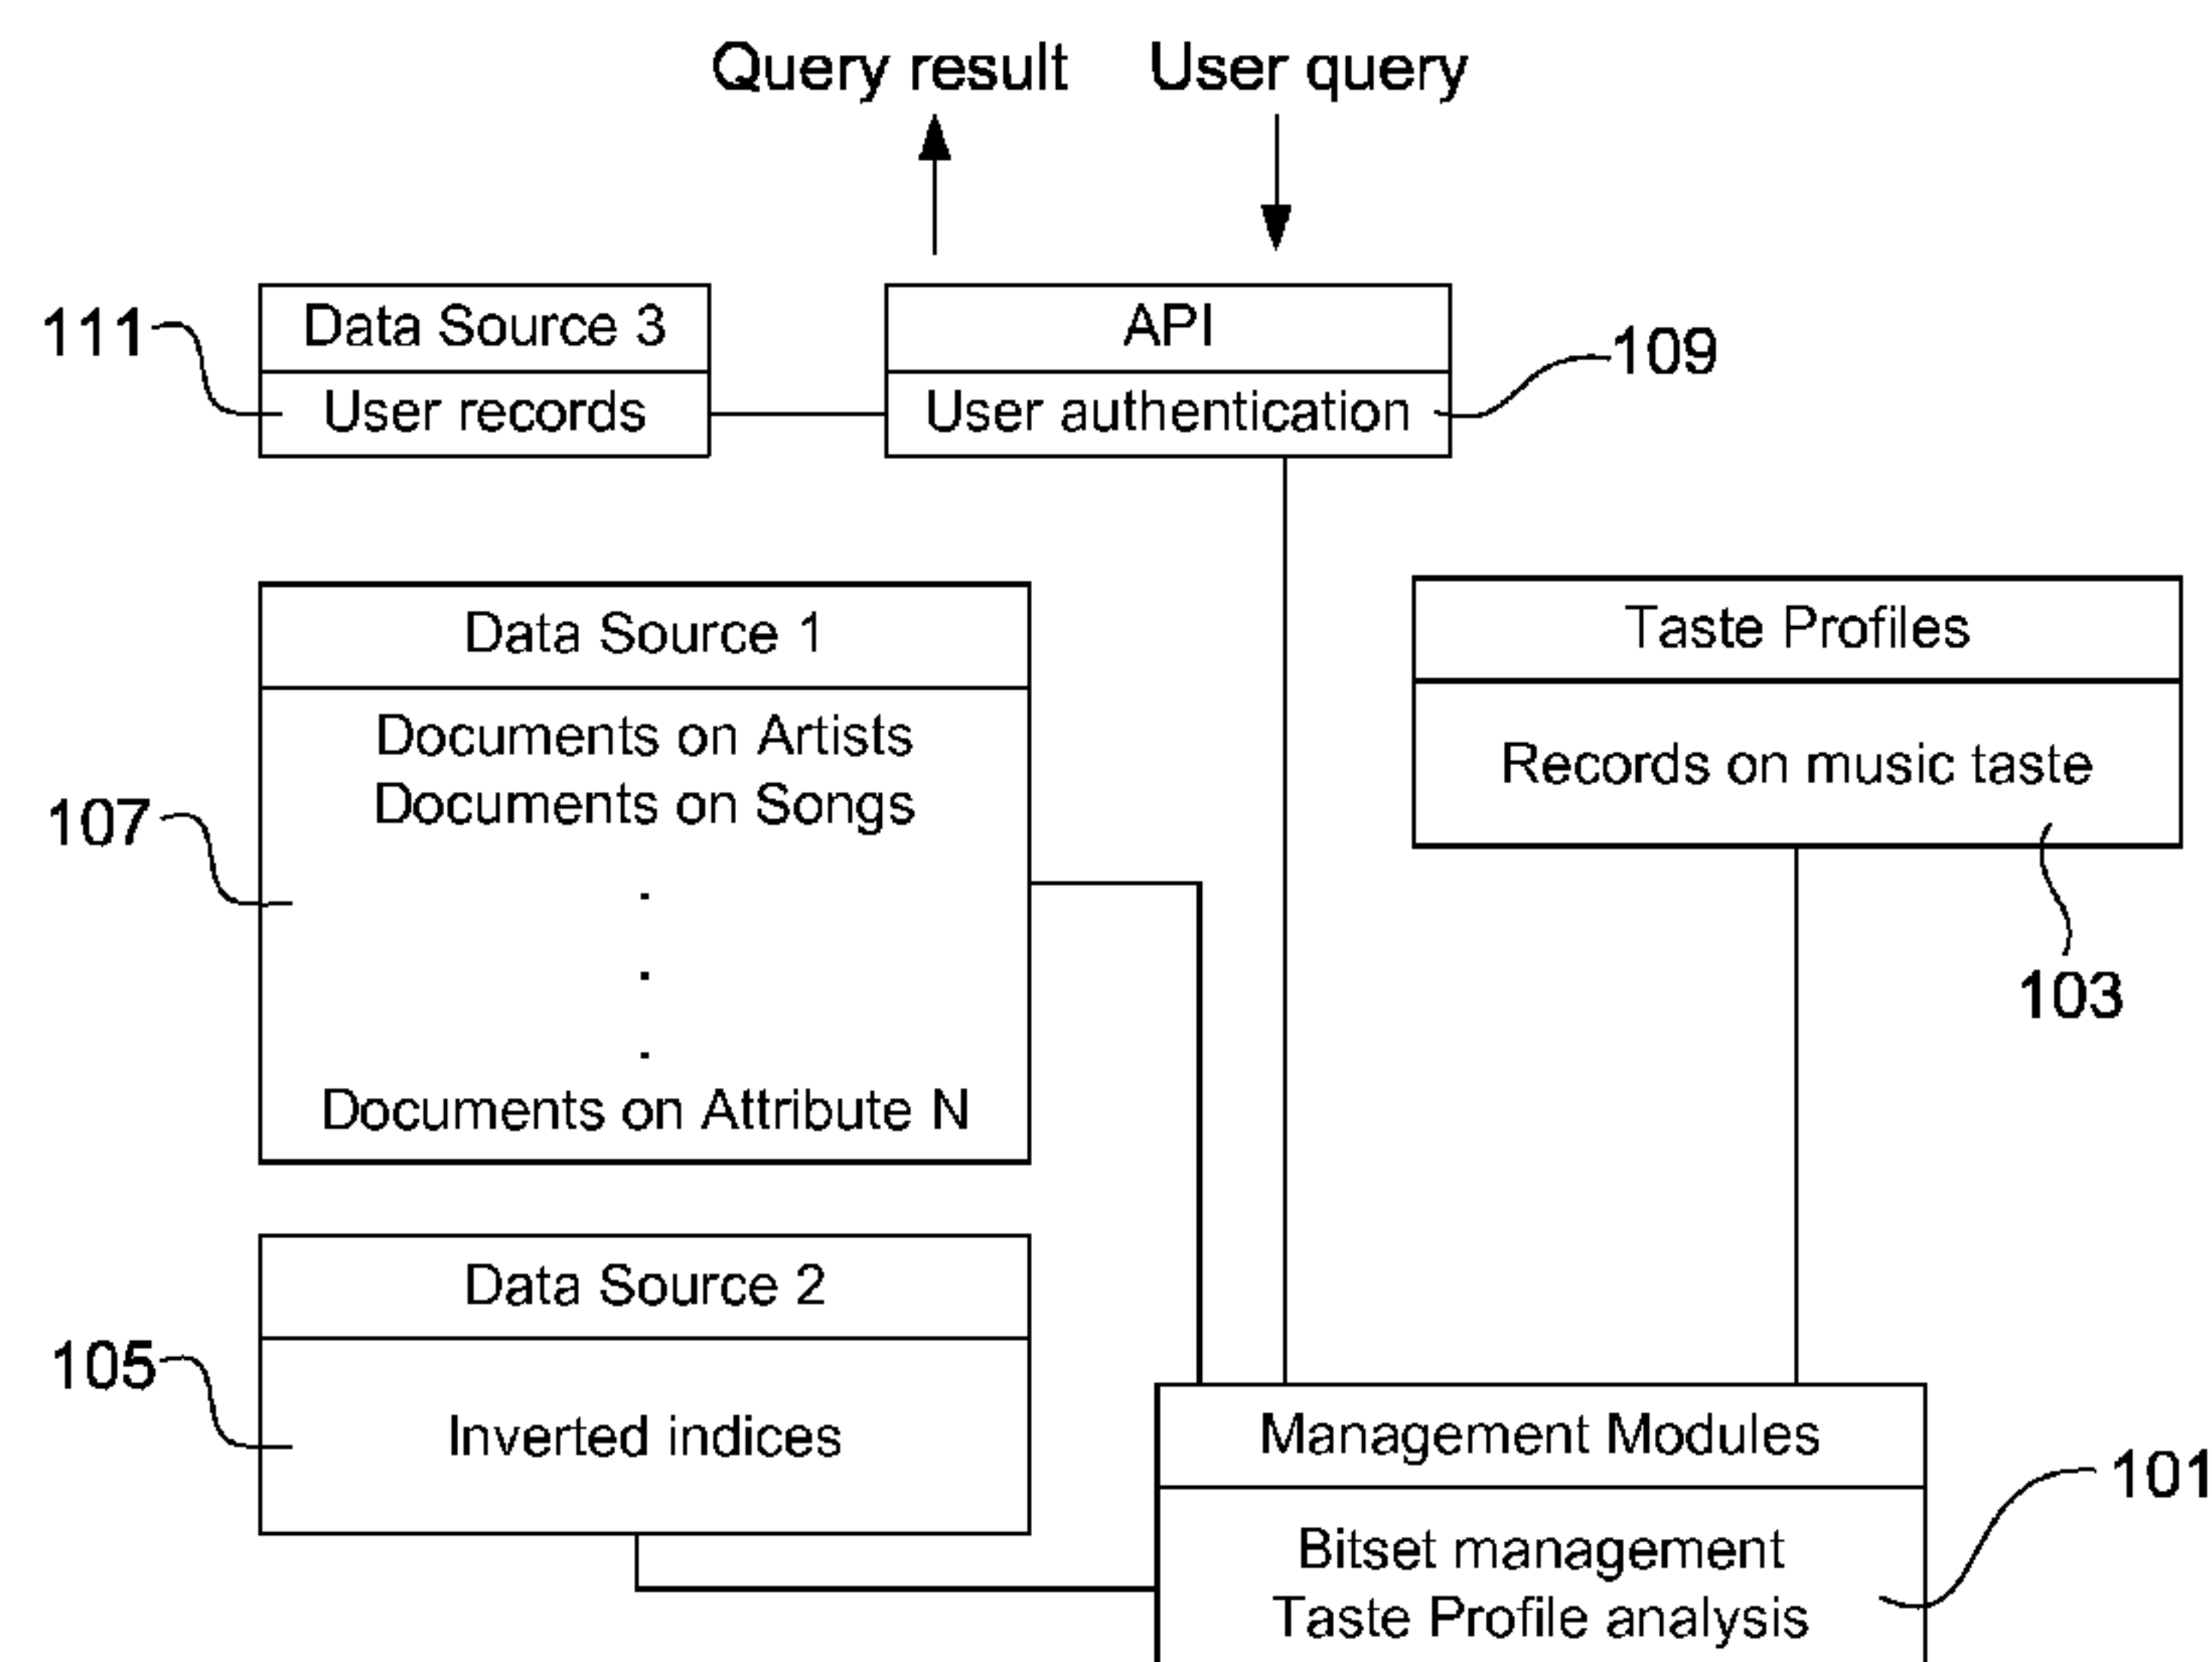 Query result
User query
111
Data Source 3
User records
API
User authentication
109
107
Data Source 1
Documents on Artists
Documents on Songs
.
.
.
Documents on Attribute N
Taste Profiles
Records on music taste
103
105
Data Source 2
Inverted indices
Management Modules
Bitset management
Taste Profile analysis
101